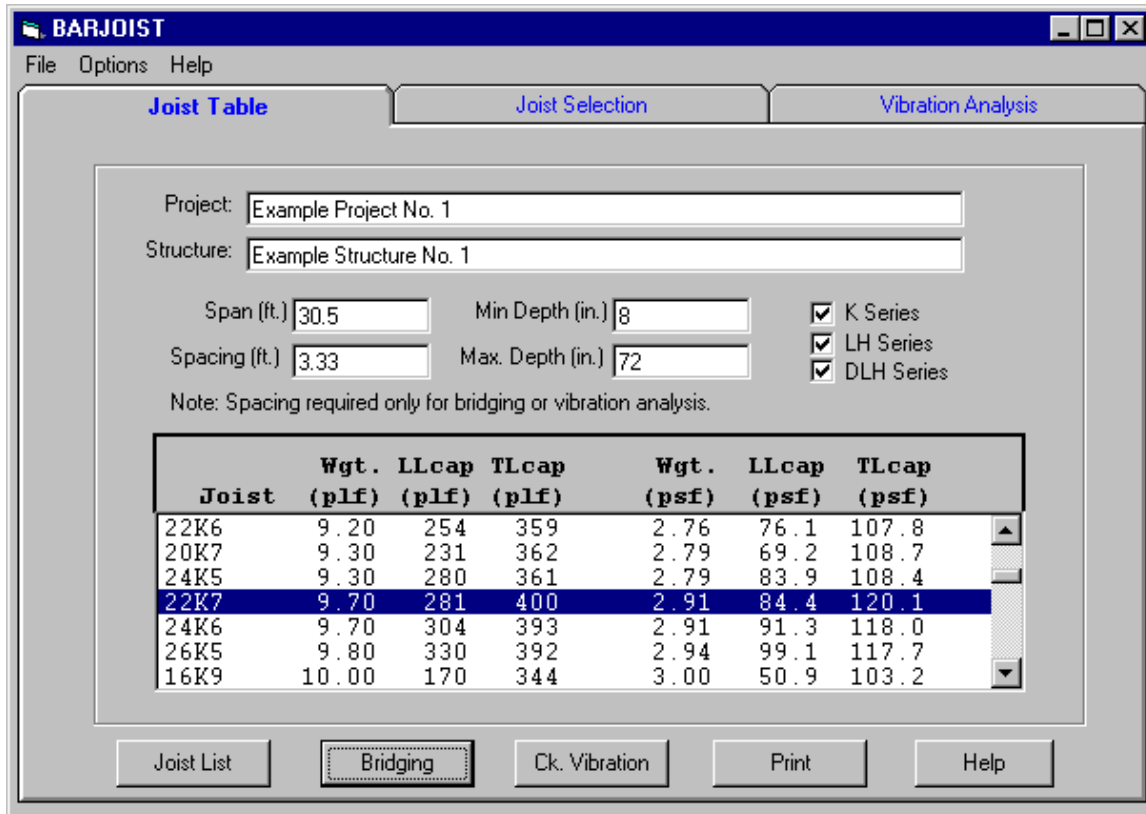 BARJOIST
File Options Help
Joist Table Joist Selection Vibration Analysis
Project: Example Project No. 1
Structure: Example Structure No. 1
Span (ft.) 30.5 Min Depth (in.) 8 K Series
LH Series
Spacing (ft.) 3.33 Max. Depth (in.) 72 DLH Series
Note: Spacing required only for bridging or vibration analysis.
Wgt. LLcap TLcap Wgt. LLcap TLcap
Joist (plf) (plf) (plf) (psf) (psf) (psf)
22K6 9.20 254 359 2.76 76.1 107.8
20K7 9.30 231 362 2.79 69.2 108.7
24K5 9.30 280 361 2.79 83.9 108.4
22K7 9.70 281 400 2.91 84.4 120.1
24K6 9.70 304 393 2.91 91.3 118.0
26K5 9.80 330 392 2.94 99.1 117.7
16K9 10.00 170 344 3.00 50.9 103.2
Joist List Bridging Ck. Vibration Print Help